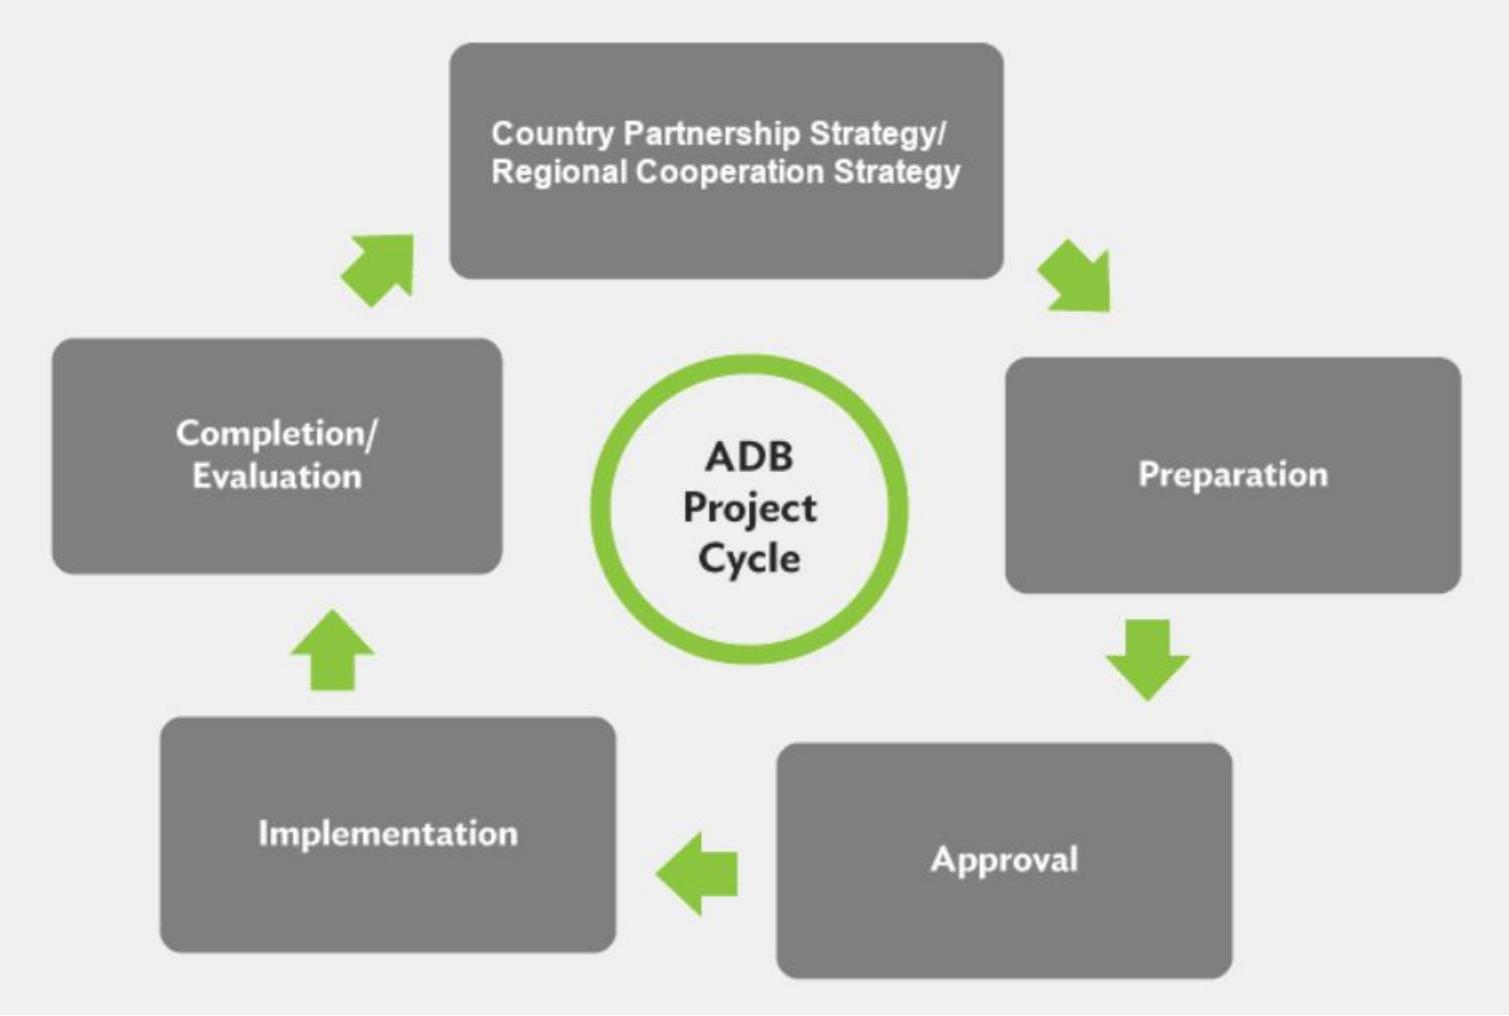 Country Partnership Strategy/
Regional Cooperation Strategy
Completion/
Evaluation
ADB
Project
Cycle
Preparation
Implementation
Approval